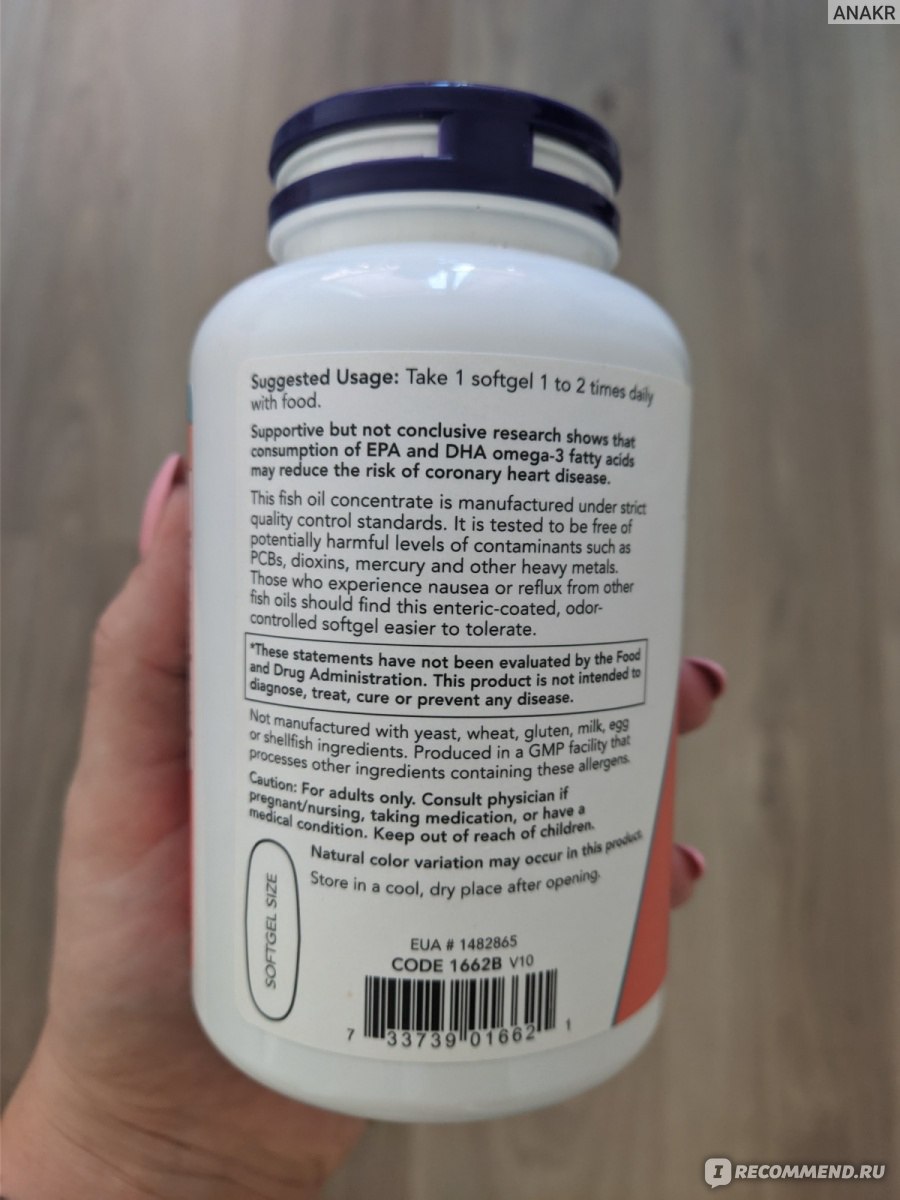 ANAKR
Suggested Usage: Take 1 softgel 1 to 2 times daily
with food.
Supportive but not conclusive research shows that
consumption of EPA and DHA omega-3 fatty acids
may reduce the risk of coronary heart disease.
This fish oil concentrate is manufactured under strict
quality control standards. It is tested to be free of
potentially harmful levels of contaminants such as
PCBs, dioxins, mercury and other heavy metals.
Those who experience nausea or reflux from other
fish oils should find this enteric-coated, odor-
controlled softgel easier to tolerate.
*These statements have not been evaluated by the Food
and Drug Administration. This product is not intended to
diagnose, treat, cure or prevent any disease.
Not manufactured with yeast, wheat, gluten, milk, egg
or shellfish ingredients. Produced in a GMP facility that
processes other ingredients containing these allergens.
Caution: For adults only. Consult physician if
pregnant/nursing, taking medication, or have a
medical condition. Keep out of reach of children.
Natural color variation may occur in this product.
Store in a cool, dry place after opening.
SOFTGEL SIZE
EUA # 1482865
CODE 1662B V10
7 33739 01662 1
IRECOMMEND.RU